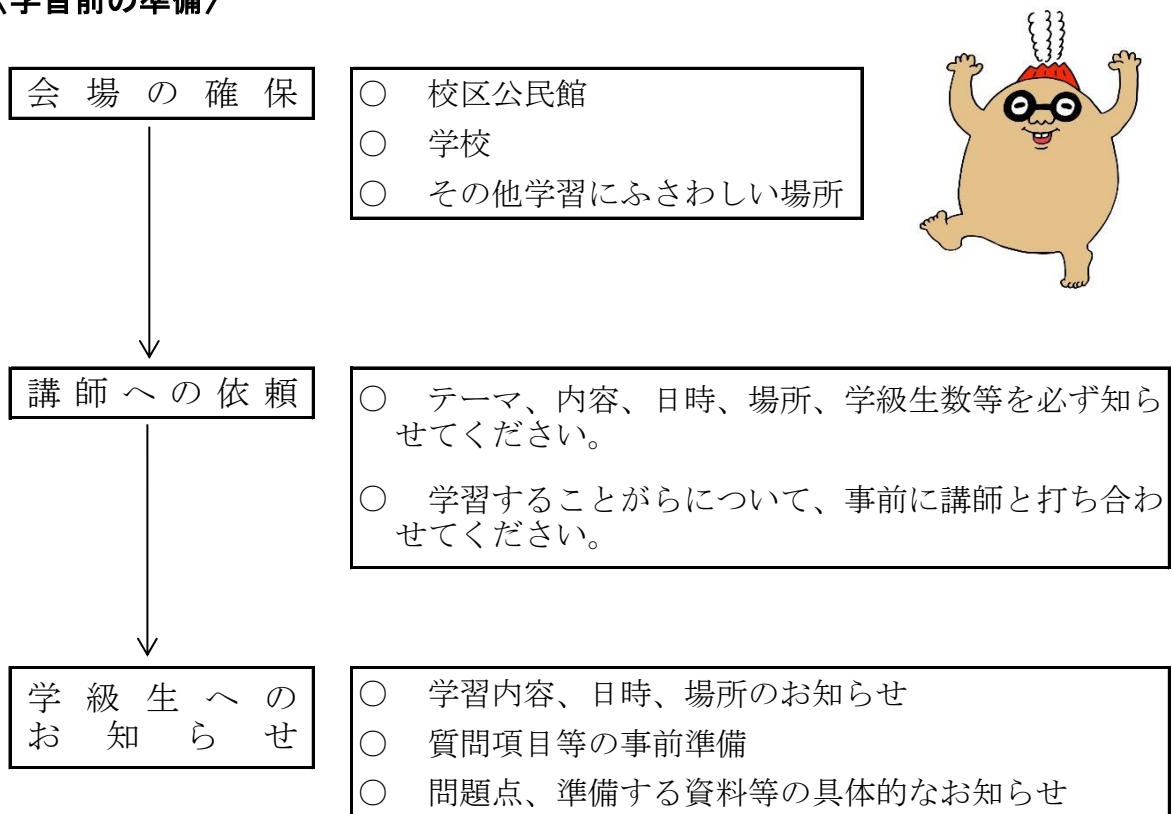 〈学習前の準備〉
会場の確保
○ 校区公民館
○ 学校
○ その他学習にふさわしい場所
講師への依頼
○ テーマ、内容、日時、場所、学級生数等を必ず知ら
せてください。
○ 学習することがらについて、事前に講師と打ち合わ
せてください。
学級生への
お知らせ
○ 学習内容、日時、場所のお知らせ
○ 質問項目等の事前準備
○ 問題点、準備する資料等の具体的なお知らせ